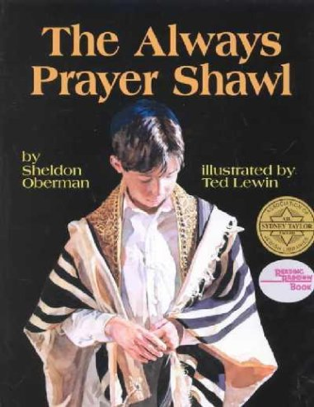 The Always
Prayer Shawl
by
Sheldon
Oberman
illustrated by
Ted Lewin
SYDNEY TAYLOR
READING
RAINBOW
BOOK